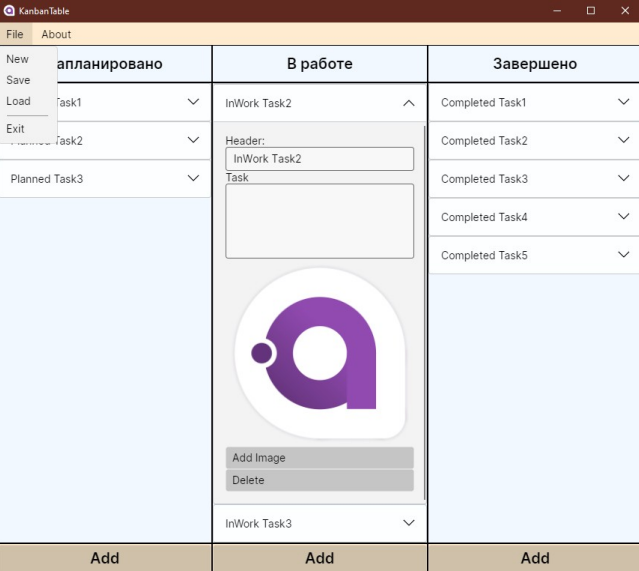 KanbanTable
File About
New
Save
Load
Exit
апланировано
В работе
Завершено
Task1
Task2
Planned Task3
InWork Task2
Header:
InWork Task2
Task
Add Image
Delete
InWork Task3
Completed Task1
Completed Task2
Completed Task3
Completed Task4
Completed Task5
Add
Add
Add